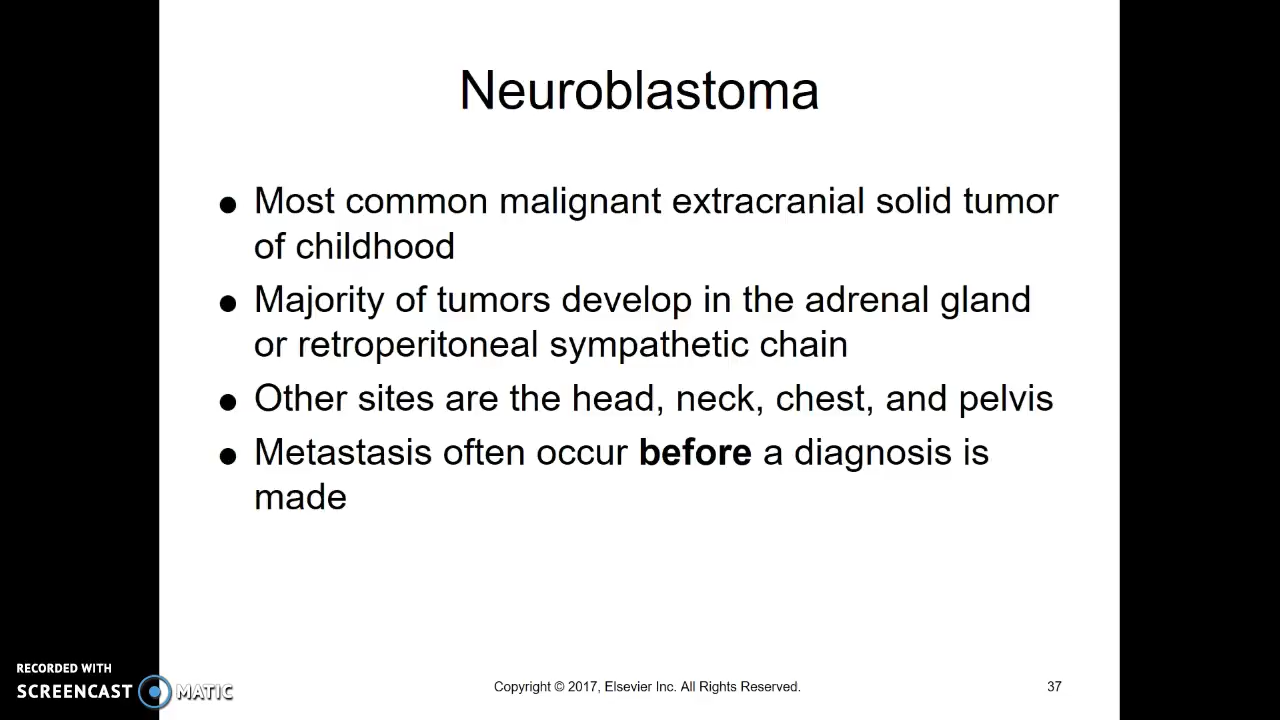 Neuroblastoma
● Most common malignant extracranial solid tumor
of childhood
● Majority of tumors develop in the adrenal gland
or retroperitoneal sympathetic chain
● Other sites are the head, neck, chest, and pelvis
● Metastasis often occur before a diagnosis is
made
RECORDED WITH
SCREENCAST MATIC
Copyright © 2017, Elsevier Inc. All Rights Reserved.
37